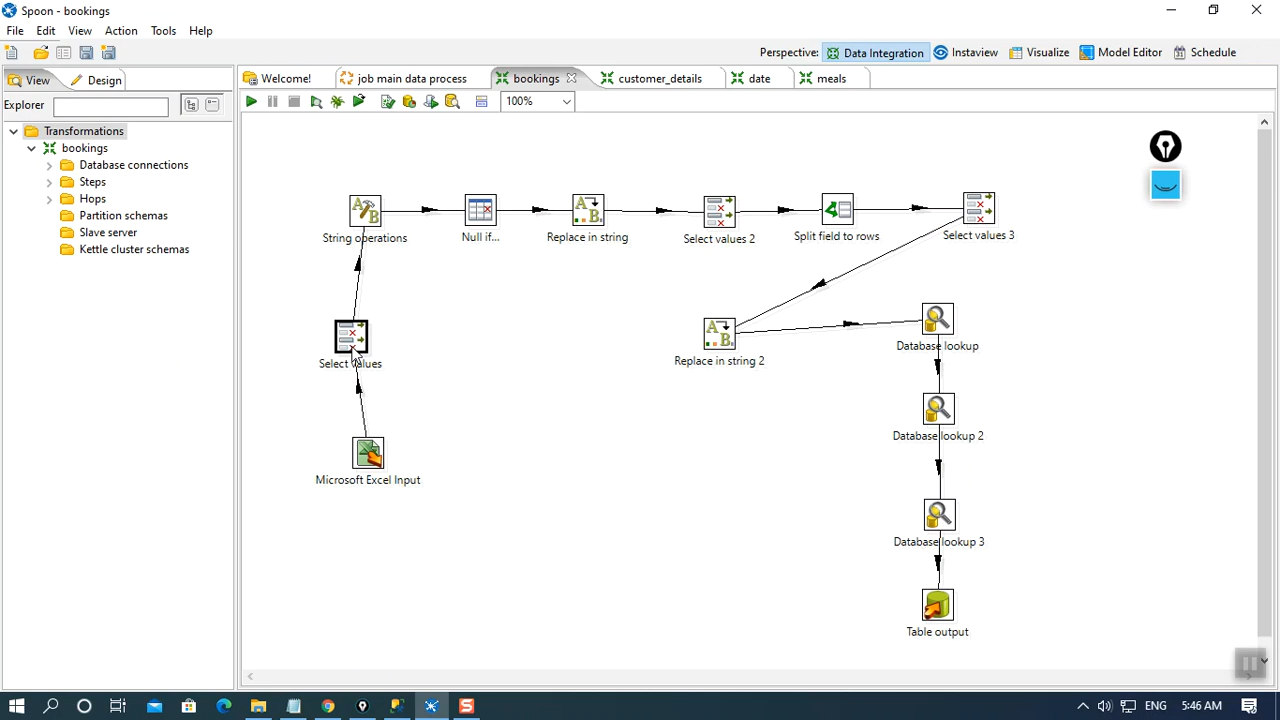 Spoon - bookings
File Edit View Action Tools Help
Perspective: Data Integration Instaview Visualize Model Editor Schedule
View Design
Welcome! job main data process bookings customer_details date meals
Explorer
100%
Transformations
bookings
Database connections
Steps
Hops
Partition schemas
Slave server
Kettle cluster schemas
String operations Null if... Replace in string Select values 2 Split field to rows Select values 3
Select values Replace in string 2 Database lookup
Database lookup 2
Microsoft Excel Input
Database lookup 3
Table output
ENG 5:46 AM